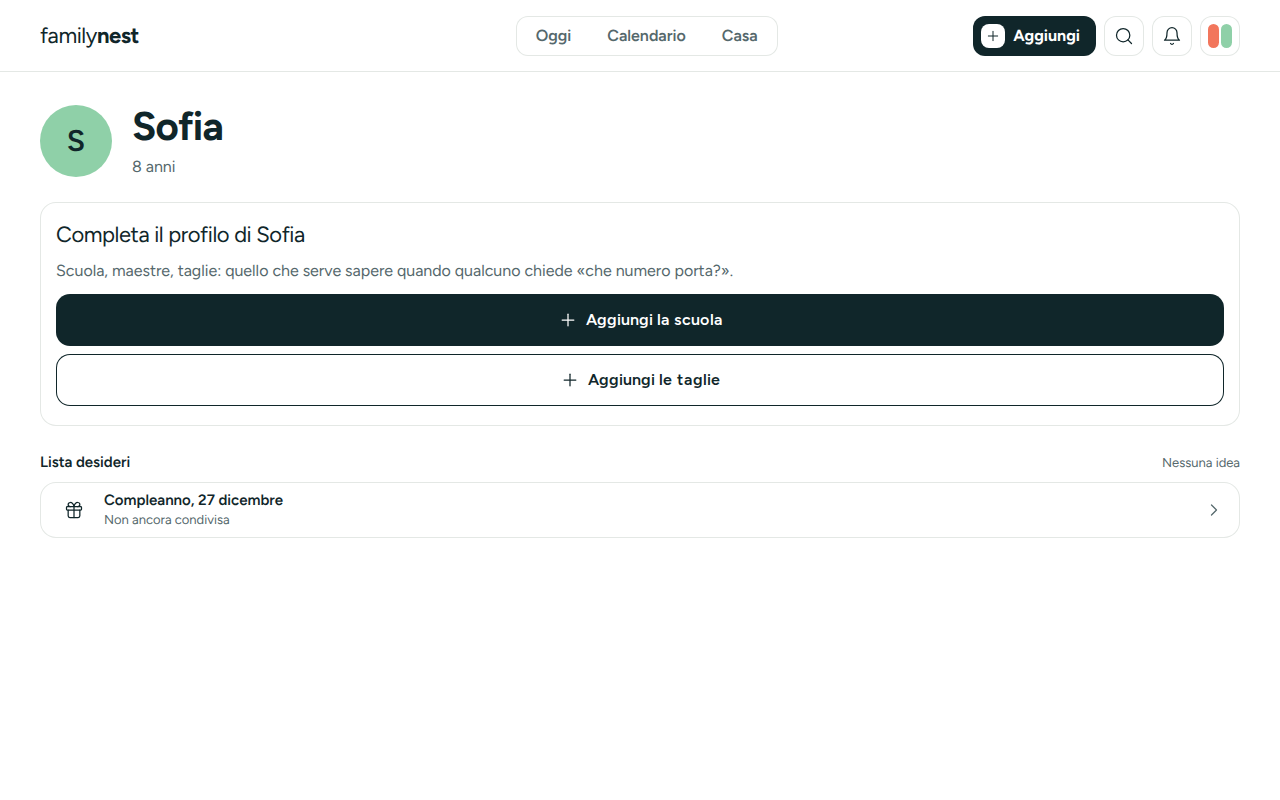 familynest
Oggi
Calendario
Casa
Aggiungi
S
Sofia
8 anni
Completa il profilo di Sofia
Scuola, maestre, taglie: quello che serve sapere quando qualcuno chiede «che numero porta?».
Aggiungi la scuola
Aggiungi le taglie
Lista desideri
Nessuna idea
Compleanno, 27 dicembre
Non ancora condivisa